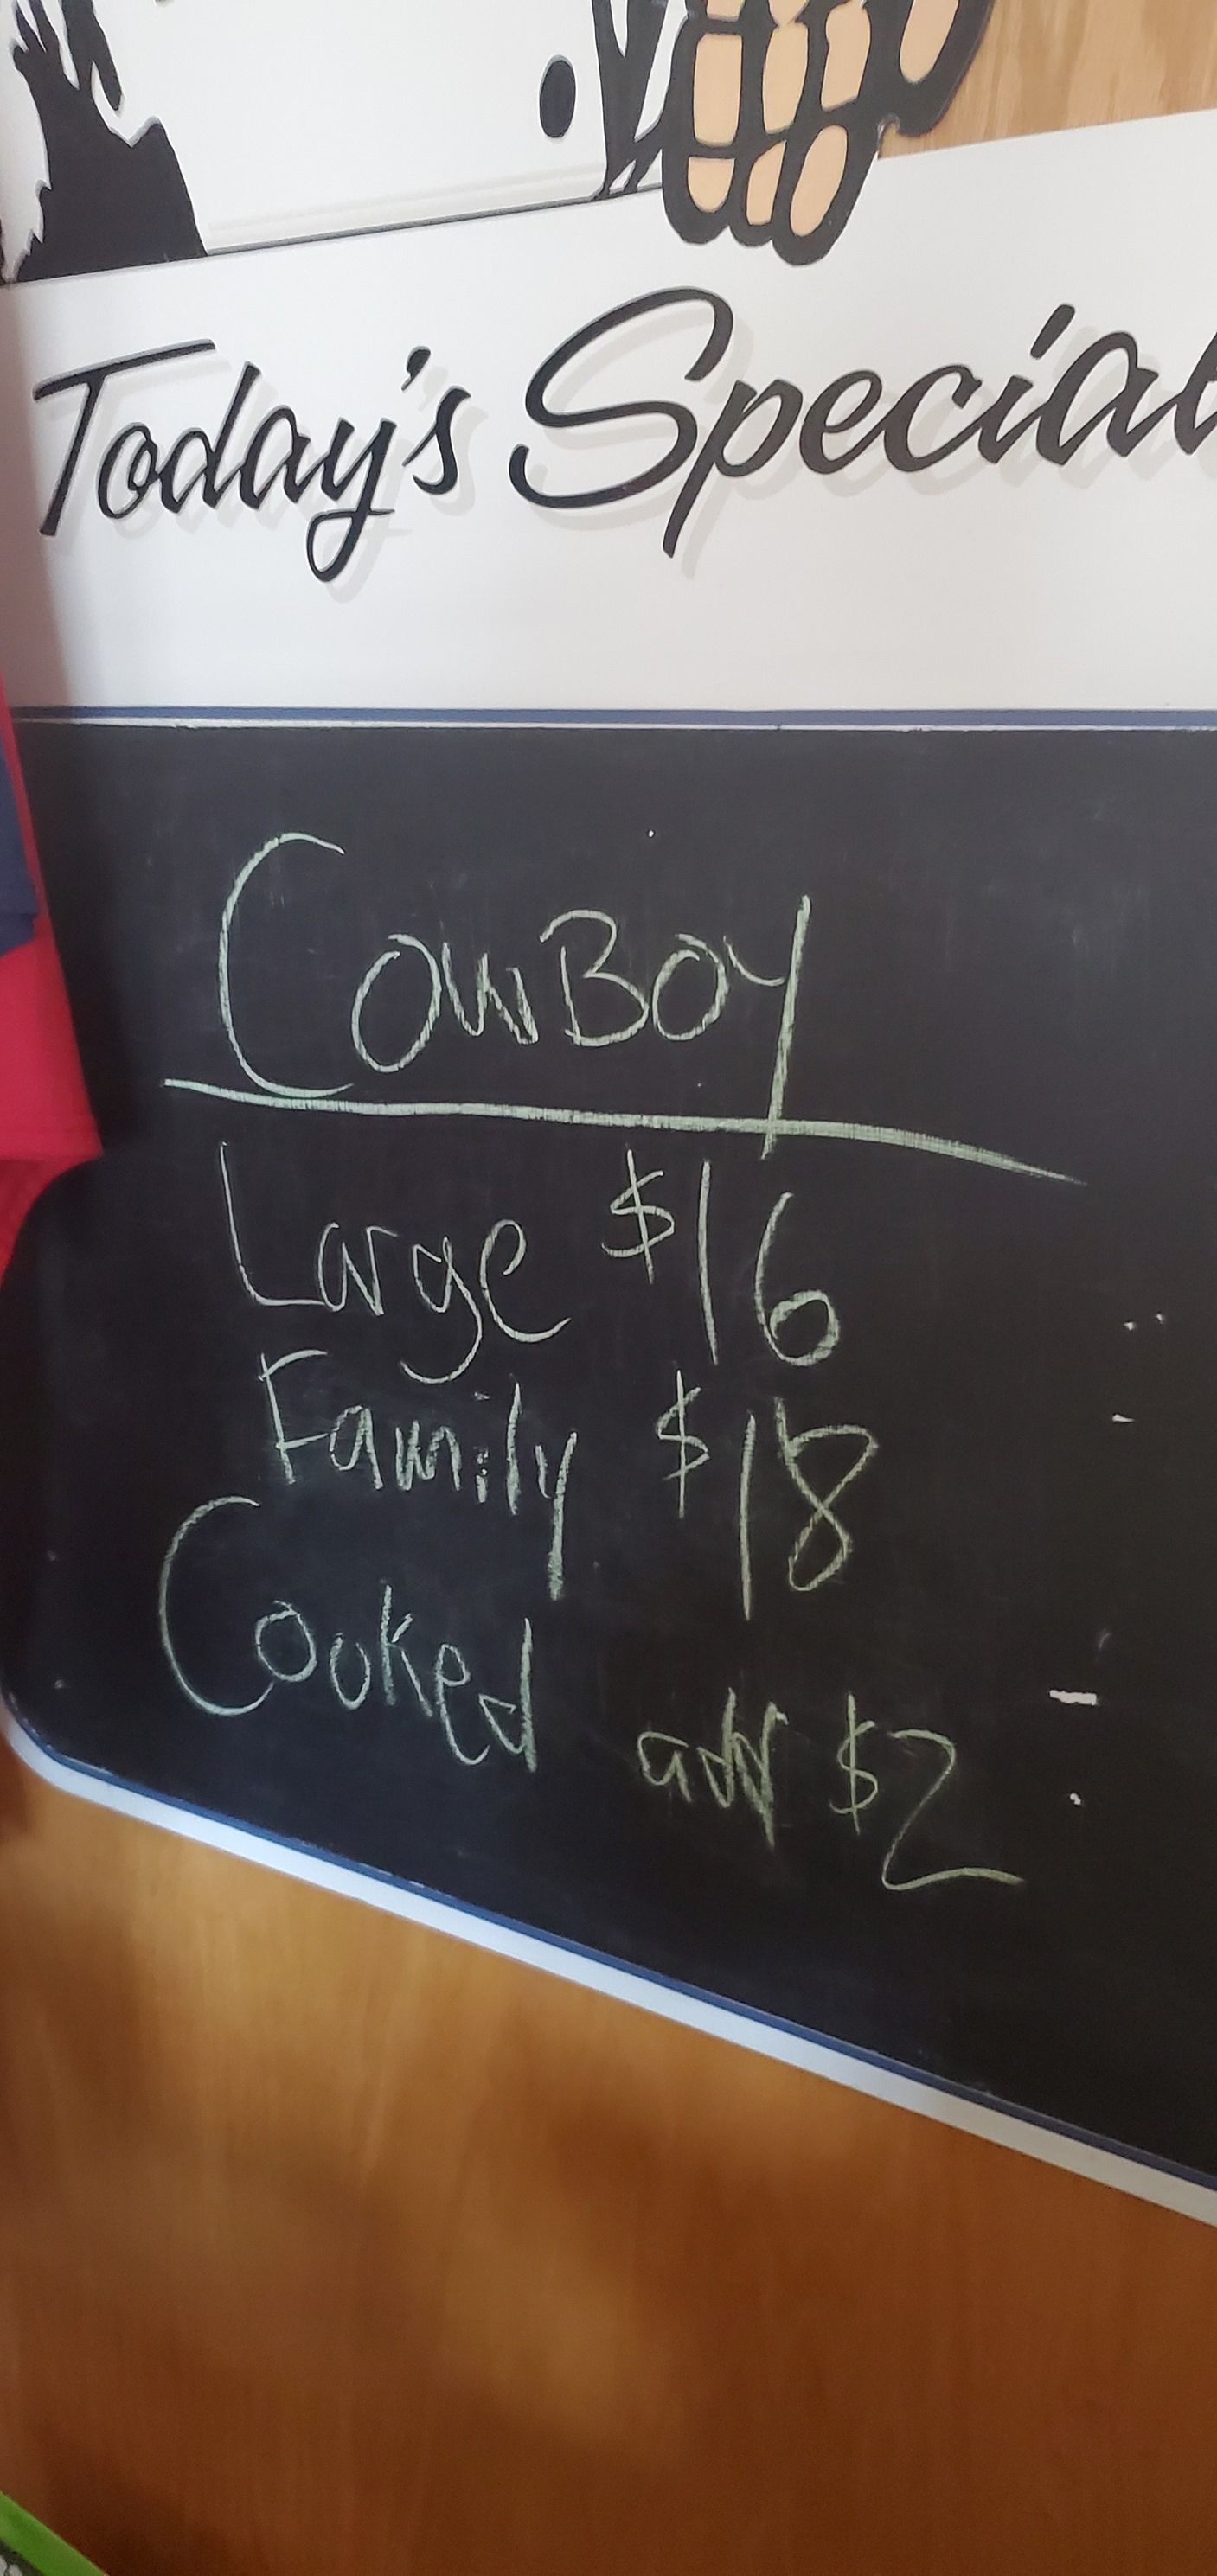 Today's Special
CowBoy
Large $16
Family $18
Cooked add $2